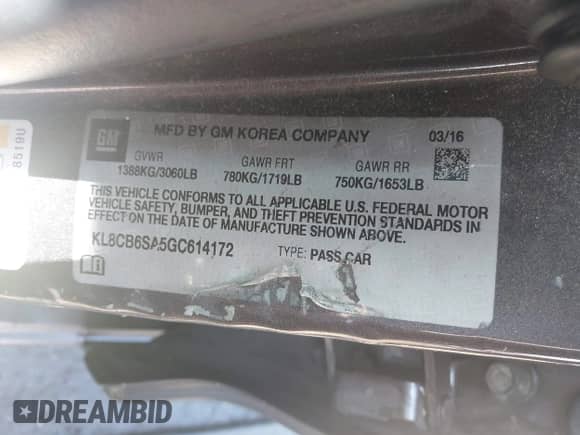 GM
MFD BY GM KOREA COMPANY
03/16
GVWR
1388KG/3060LB
GAWR FRT
780KG/1719LB
GAWR RR
750KG/1653LB
THIS VEHICLE CONFORMS TO ALL APPLICABLE U.S. FEDERAL MOTOR
VEHICLE SAFETY, BUMPER, AND THEFT PREVENTION STANDARDS IN
EFFECT ON THE DATE OF MANUFACTURE SHOWN ABOVE.
KL8CB6SA5GC614172
TYPE: PASS CAR
8519U
DREAMBID